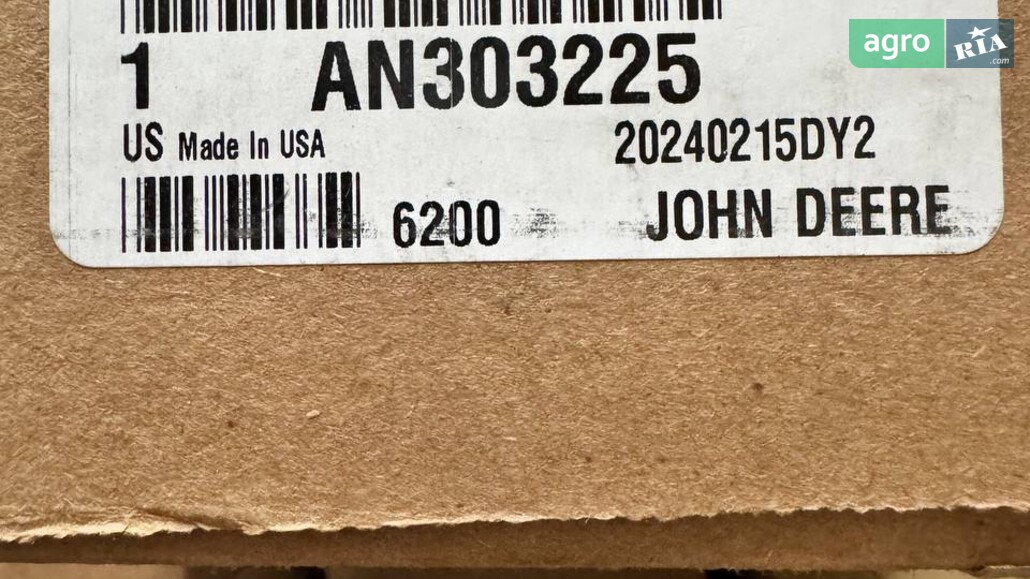 agro RIA .com
1 AN303225
US Made In USA 20240215DY2
6200 JOHN DEERE